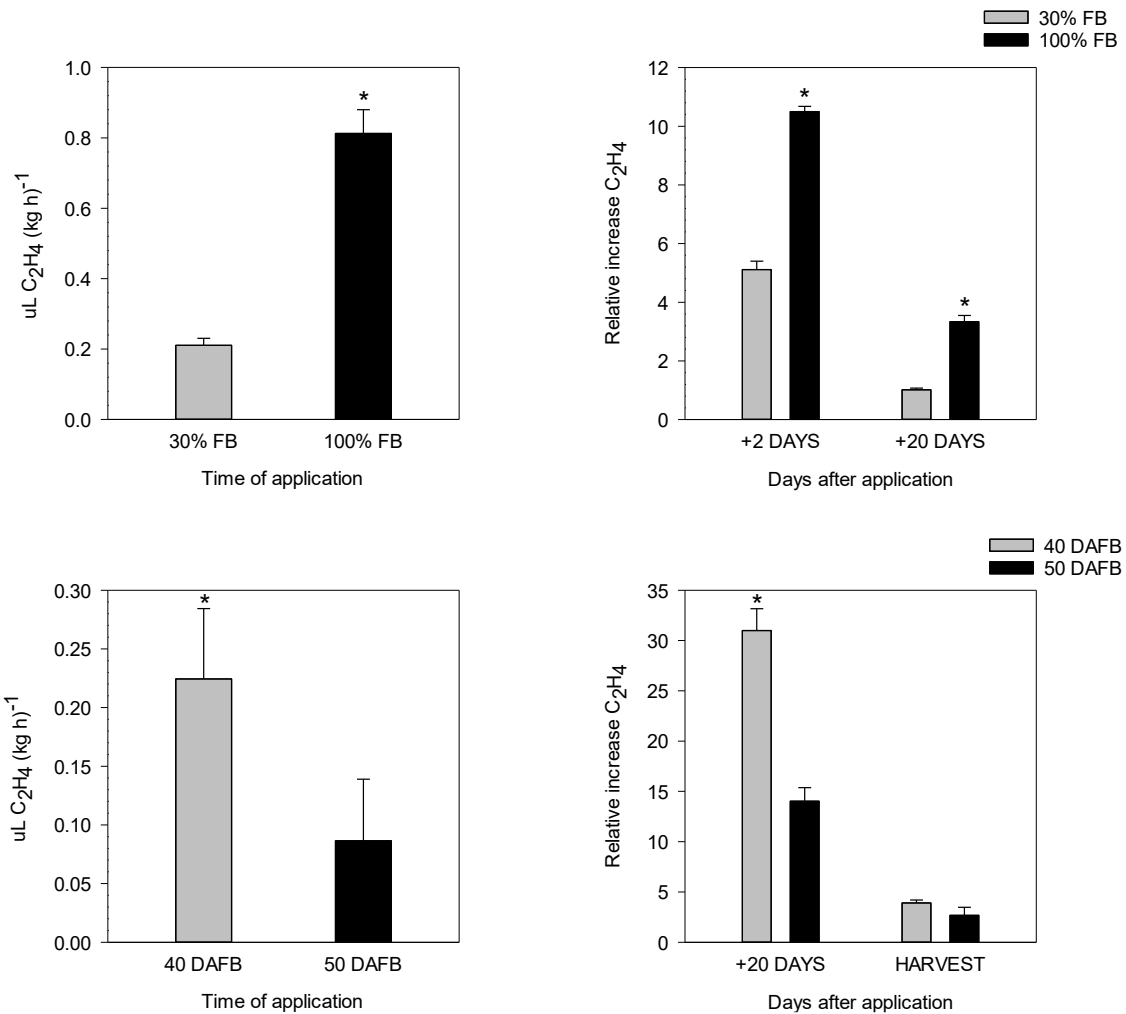 30% FB
100% FB
1.0
0.8
0.6
0.4
0.2
0.0
uL C2H4 (kg h)-1
*
30% FB
100% FB
Time of application
12
10
8
6
4
2
0
Relative increase C2H4
*
*
+2 DAYS
+20 DAYS
Days after application
40 DAFB
50 DAFB
0.30
0.25
0.20
0.15
0.10
0.05
0.00
uL C2H4 (kg h)-1
*
40 DAFB
50 DAFB
Time of application
35
30
25
20
15
10
5
0
Relative increase C2H4
*
+20 DAYS
HARVEST
Days after application